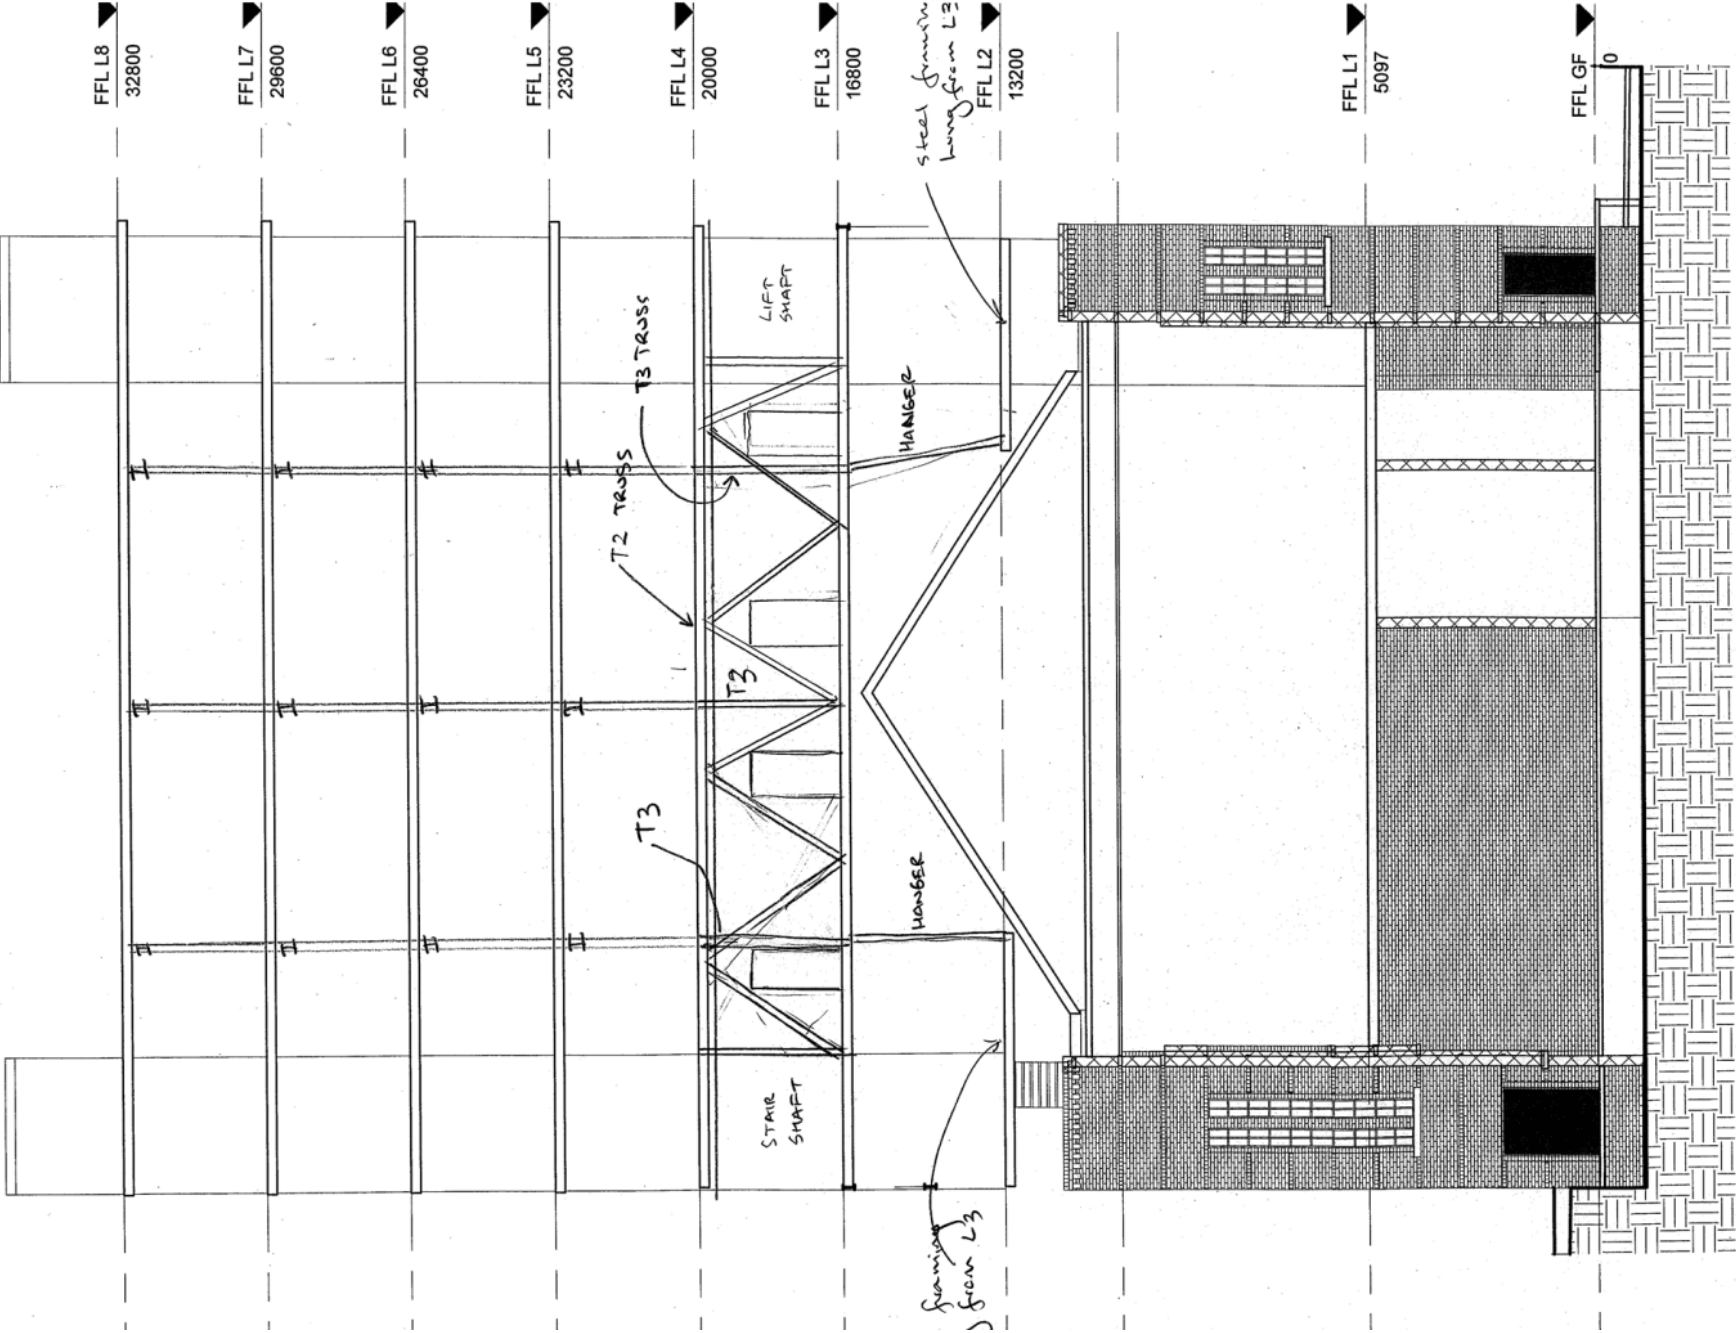 FFL L8
32800
FFL L7
29600
FFL L6
26400
FFL L5
23200
FFL L4
20000
FFL L3
16800
FFL L2
13200
FFL L1
5097
FFL GF
0
steel framin
hung from L3
LIFT
SHAFT
T3 TRUSS
T2 TRUSS
HANGER
T3
T3
HANGER
STAIR
SHAFT
framing
from L3